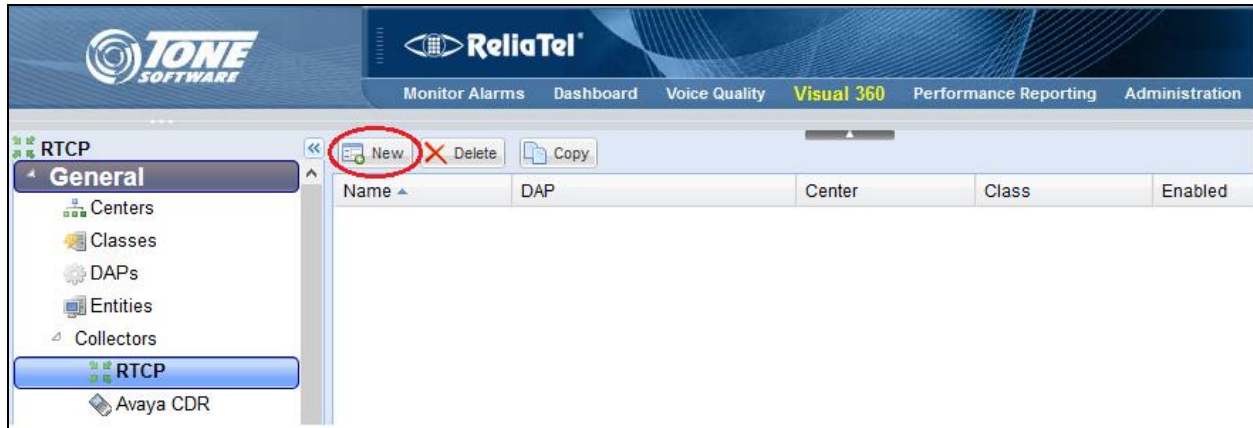 TONE
SOFTWARE
ReliaTel
Monitor Alarms Dashboard Voice Quality Visual 360 Performance Reporting Administration
RTCP
New Delete Copy
General
Name DAP Center Class Enabled
Centers
Classes
DAPs
Entities
Collectors
RTCP
Avaya CDR